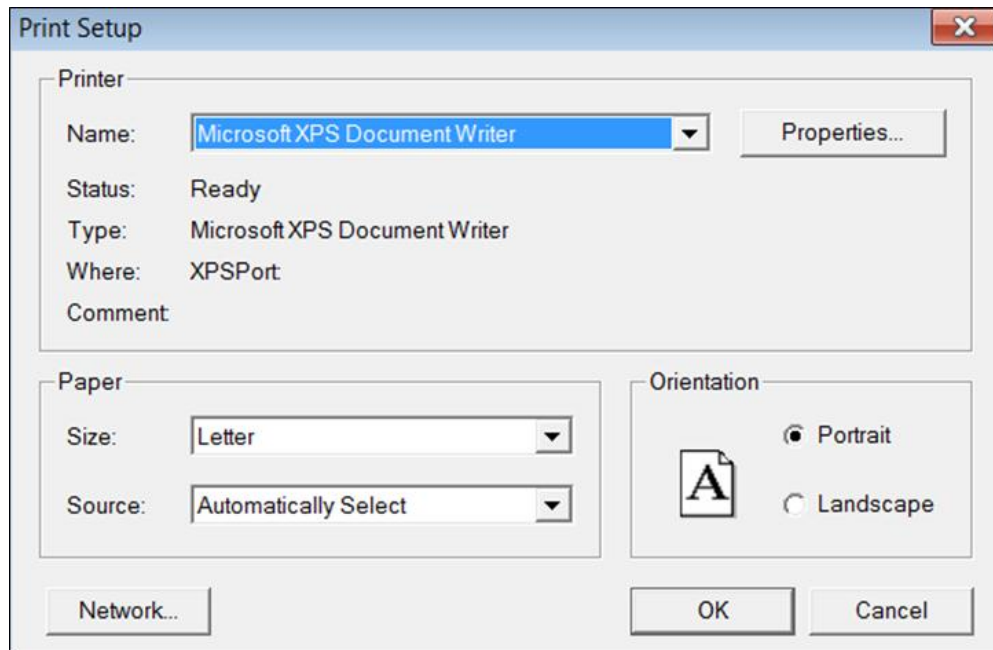 Print Setup
Printer
Name: Microsoft XPS Document Writer Properties...
Status: Ready
Type: Microsoft XPS Document Writer
Where: XPSPort:
Comment:
Paper Orientation
Size: Letter Portrait
A
Source: Automatically Select Landscape
Network... OK Cancel